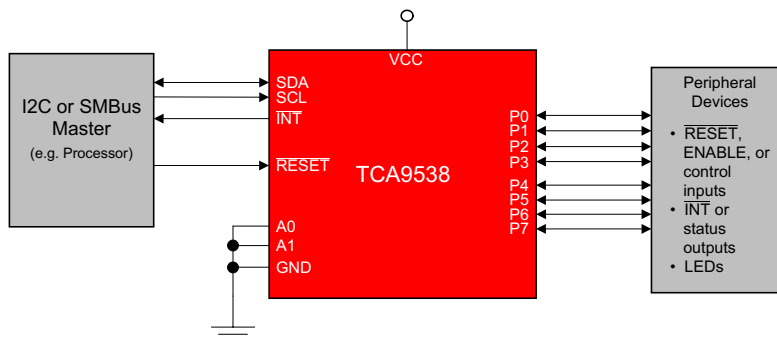 VCC
I2C or SMBus
Master
(e.g. Processor)
SDA
SCL
INT
RESET
A0
A1
GND
TCA9538
P0
P1
P2
P3
P4
P5
P6
P7
Peripheral
Devices
• RESET,
ENABLE, or
control
inputs
• INT or
status
outputs
• LEDs